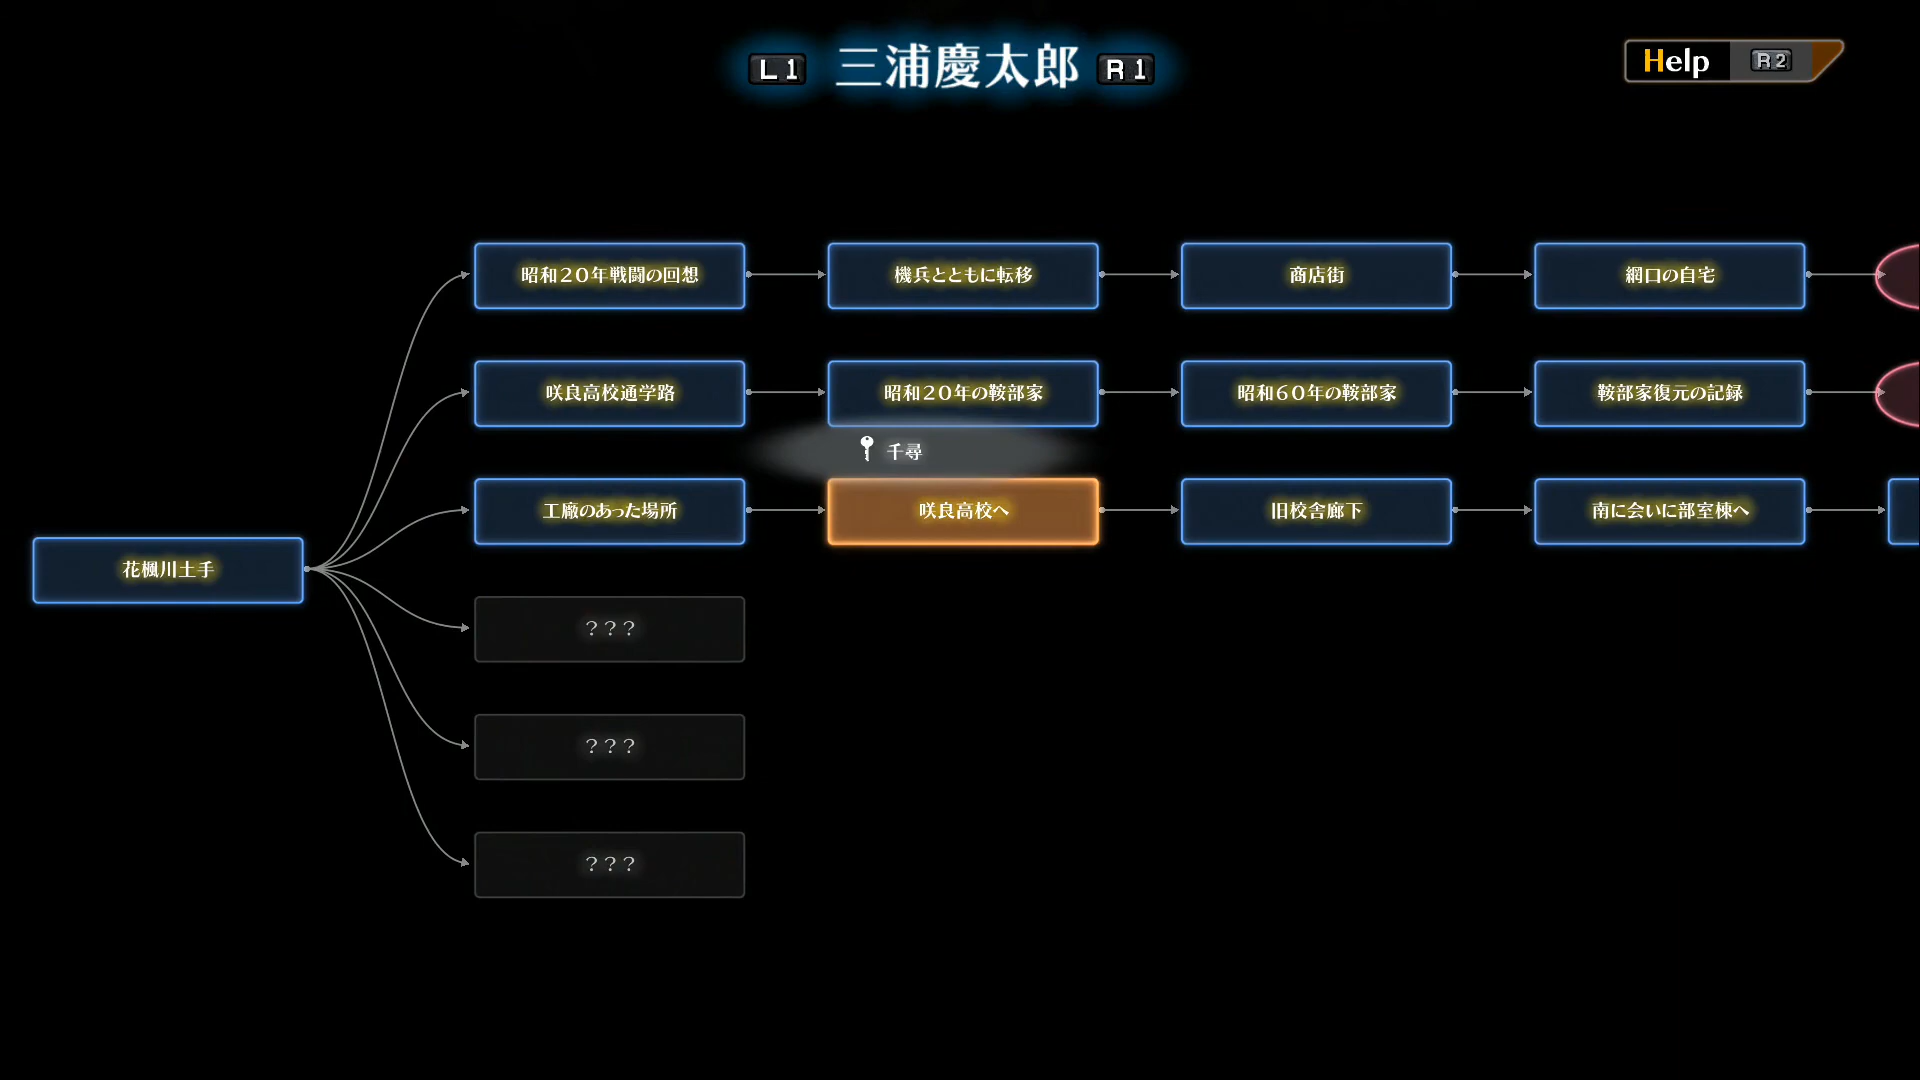 L1 三浦慶太郎 R1
Help R2
昭和20年戦闘の回想
機兵とともに転移
商店街
網口の自宅
咲良高校通学路
昭和20年の鞍部家
昭和60年の鞍部家
鞍部家復元の記録
千尋
工廠のあった場所
咲良高校へ
旧校舎廊下
南に会いに部室棟へ
花楓川土手
???
???
???